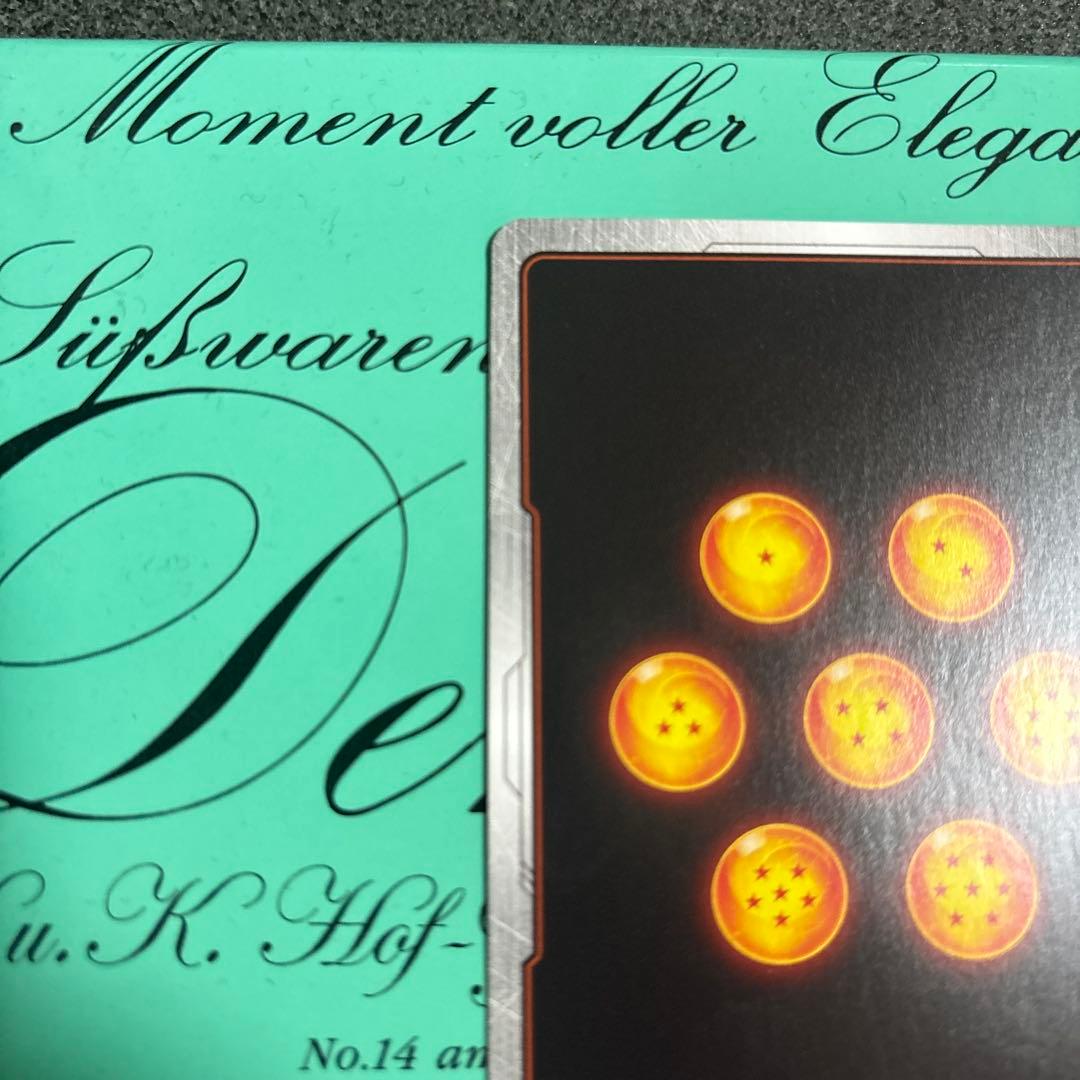 Moment voller Elega
Süßwaren
De
u. K. Hof-
No.14 an